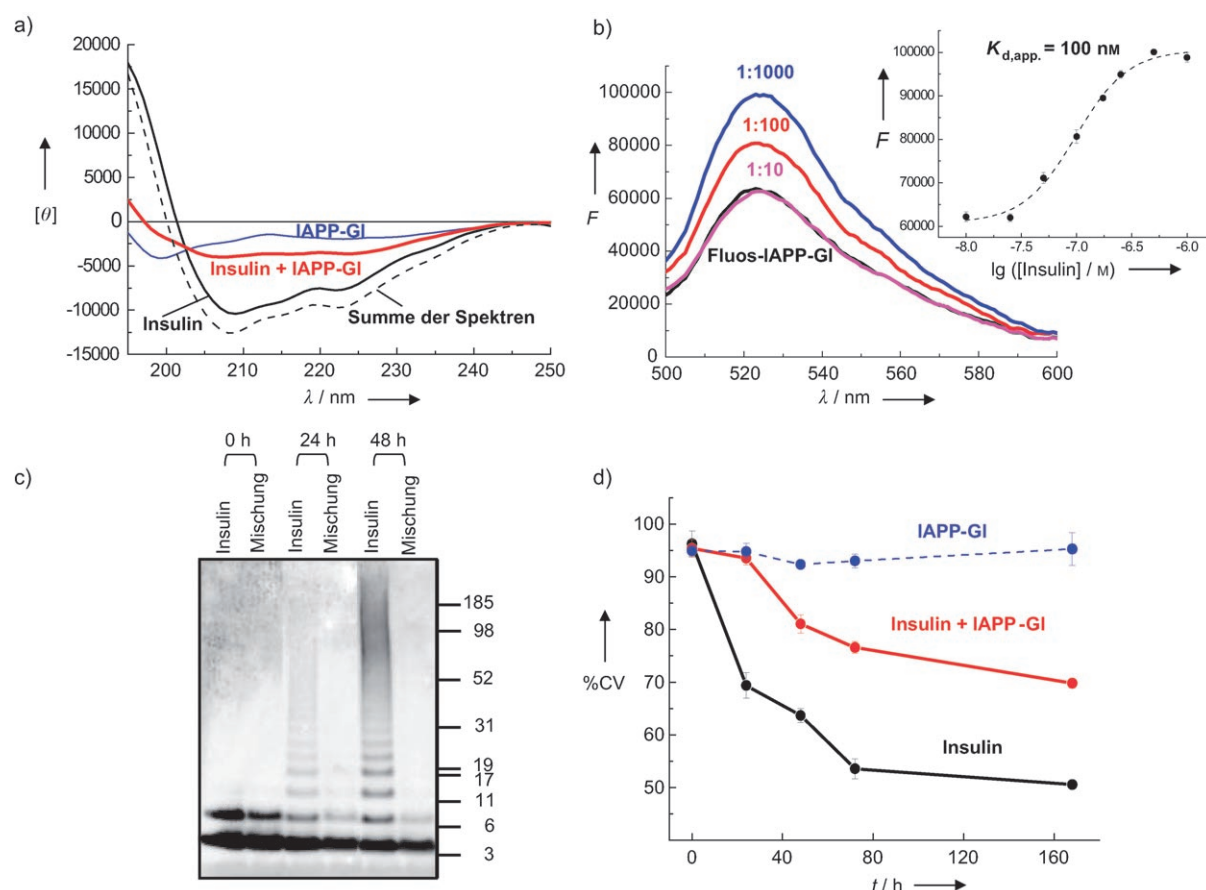 a)
20000
15000
10000
5000
0
-5000
-10000
-15000
[θ]
200 210 220 230 240 250
λ / nm
IAPP-GI
Insulin + IAPP-GI
Insulin
Summe der Spektren
b)
100000
80000
60000
40000
20000
0
F
500 520 540 560 580 600
λ / nm
1:1000
1:100
1:10
Fluos-IAPP-GI
Kd,app. = 100 nM
100000
90000
80000
70000
60000
F
-8.0 -7.5 -7.0 -6.5 -6.0
lg ([Insulin] / M)
c)
0 h 24 h 48 h
Insulin Mischung Insulin Mischung Insulin Mischung
185
98
52
31
19
17
11
6
3
d)
100
90
80
70
60
50
%CV
0 40 80 120 160
t / h
IAPP-GI
Insulin + IAPP-GI
Insulin